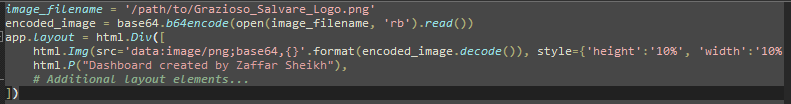 image_filename = '/path/to/Grazioso_Salvare_Logo.png'
encoded_image = base64.b64encode(open(image_filename, 'rb').read())
app.layout = html.Div([
    html.Img(src='data:image/png;base64,{}'.format(encoded_image.decode()), style={'height':'10%', 'width':'10%
    html.P("Dashboard created by Zaffar Sheikh"),
    # Additional layout elements...
])